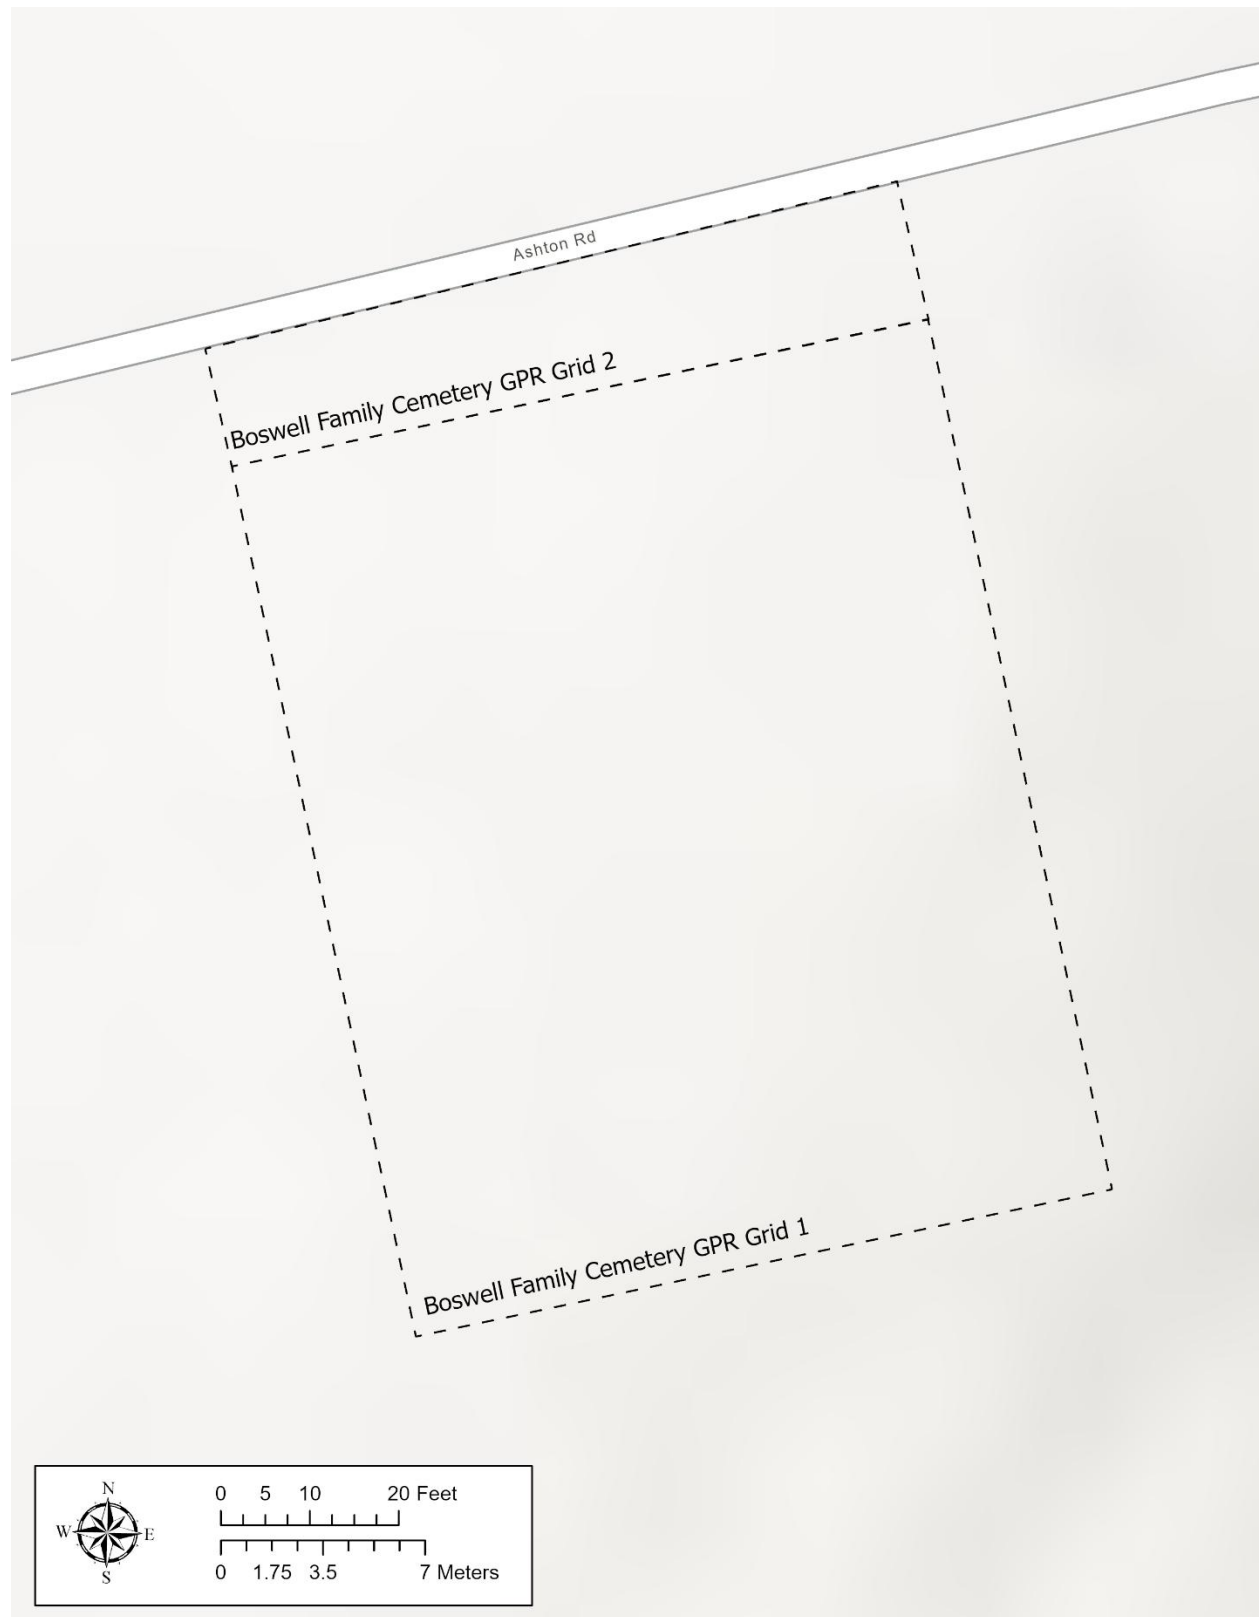 Ashton Rd
Boswell Family Cemetery GPR Grid 2
Boswell Family Cemetery GPR Grid 1
N
W E
S
0 5 10 20 Feet
0 1.75 3.5 7 Meters